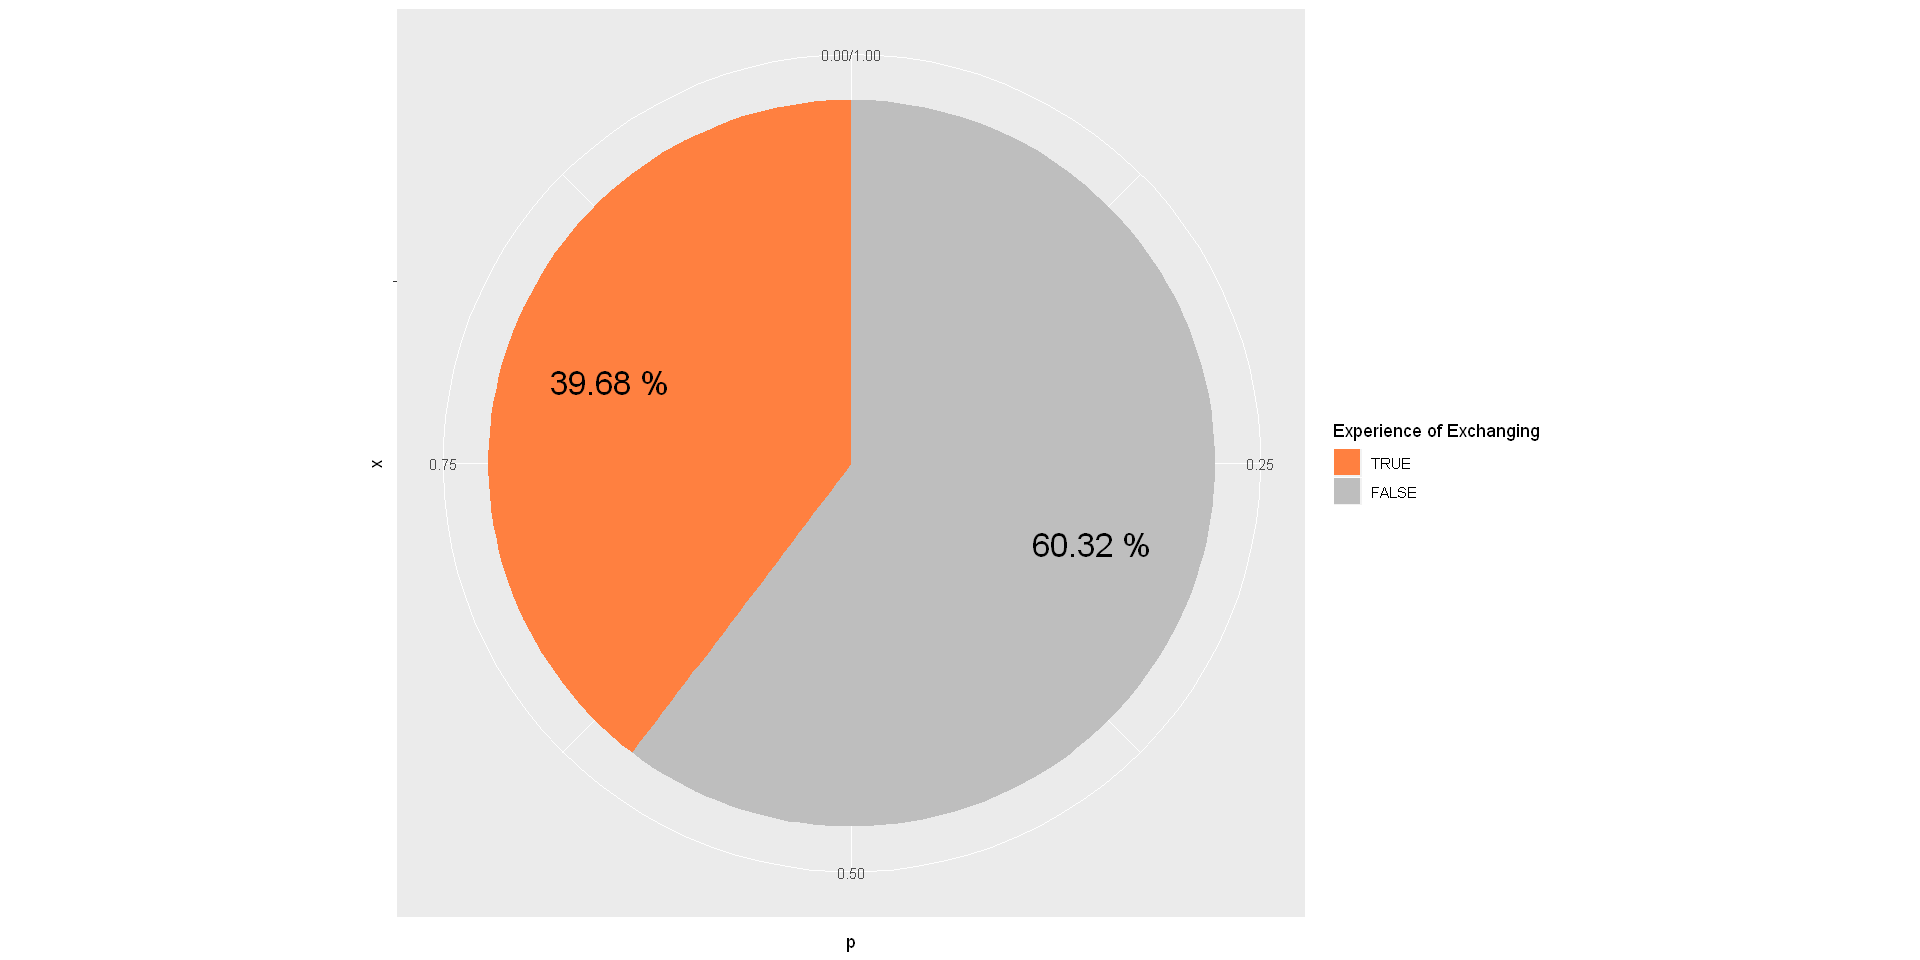 0.00/1.00
39.68 %
x
0.75
0.25
60.32 %
0.50
p
Experience of Exchanging
TRUE
FALSE